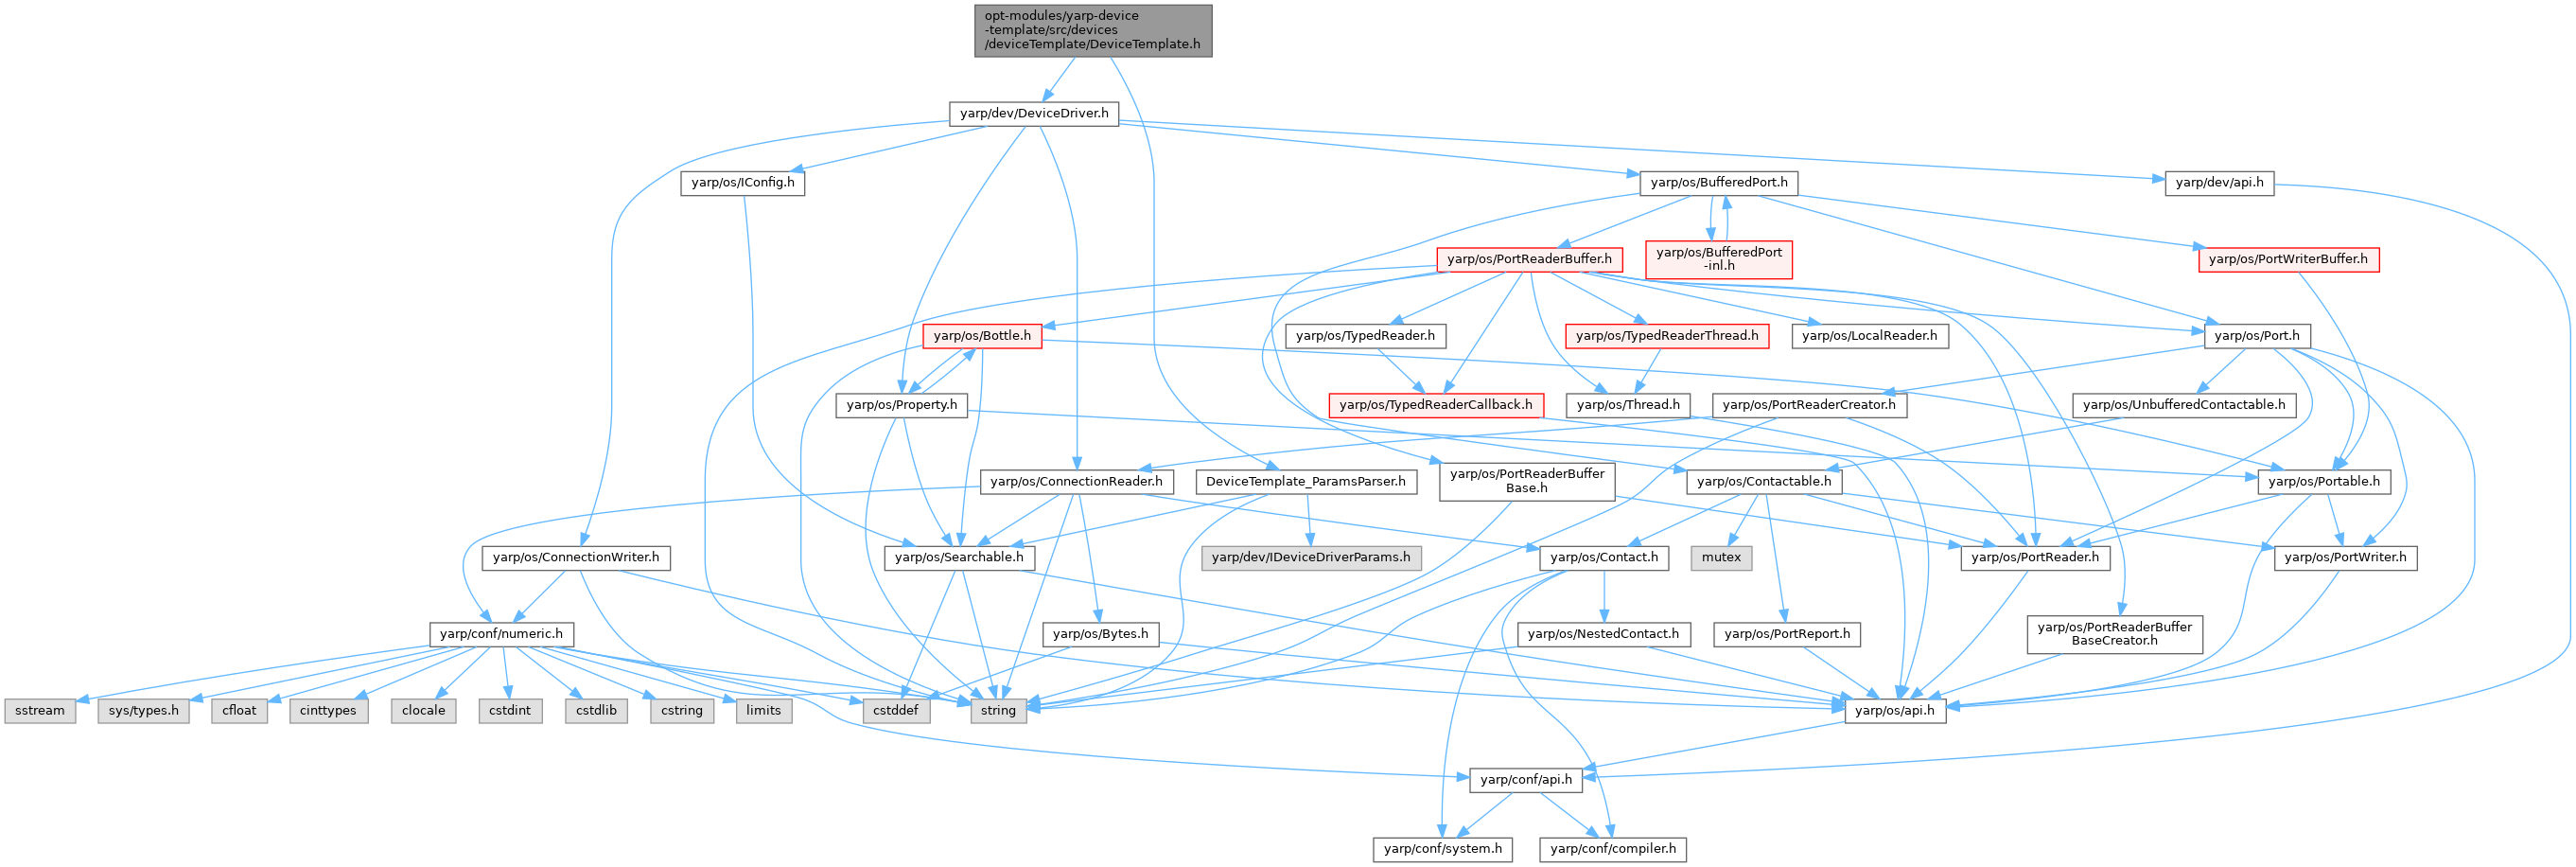 opt-modules/yarp-device
-template/src/devices
/deviceTemplate/DeviceTemplate.h
yarp/dev/DeviceDriver.h
yarp/os/IConfig.h
yarp/os/BufferedPort.h
yarp/dev/api.h
yarp/os/PortReaderBuffer.h
yarp/os/BufferedPort
-inl.h
yarp/os/PortWriterBuffer.h
yarp/os/Bottle.h
yarp/os/TypedReader.h
yarp/os/TypedReaderThread.h
yarp/os/LocalReader.h
yarp/os/Port.h
yarp/os/Property.h
yarp/os/TypedReaderCallback.h
yarp/os/Thread.h
yarp/os/PortReaderCreator.h
yarp/os/UnbufferedContactable.h
yarp/os/ConnectionReader.h
DeviceTemplate_ParamsParser.h
yarp/os/PortReaderBuffer
Base.h
yarp/os/Contactable.h
yarp/os/Portable.h
yarp/os/ConnectionWriter.h
yarp/os/Searchable.h
yarp/dev/IDeviceDriverParams.h
yarp/os/Contact.h
mutex
yarp/os/PortReader.h
yarp/os/PortWriter.h
yarp/conf/numeric.h
yarp/os/Bytes.h
yarp/os/NestedContact.h
yarp/os/PortReport.h
yarp/os/PortReaderBuffer
BaseCreator.h
sstream
sys/types.h
cfloat
cinttypes
clocale
cstdint
cstdlib
cstring
limits
cstddef
string
yarp/os/api.h
yarp/conf/api.h
yarp/conf/system.h
yarp/conf/compiler.h